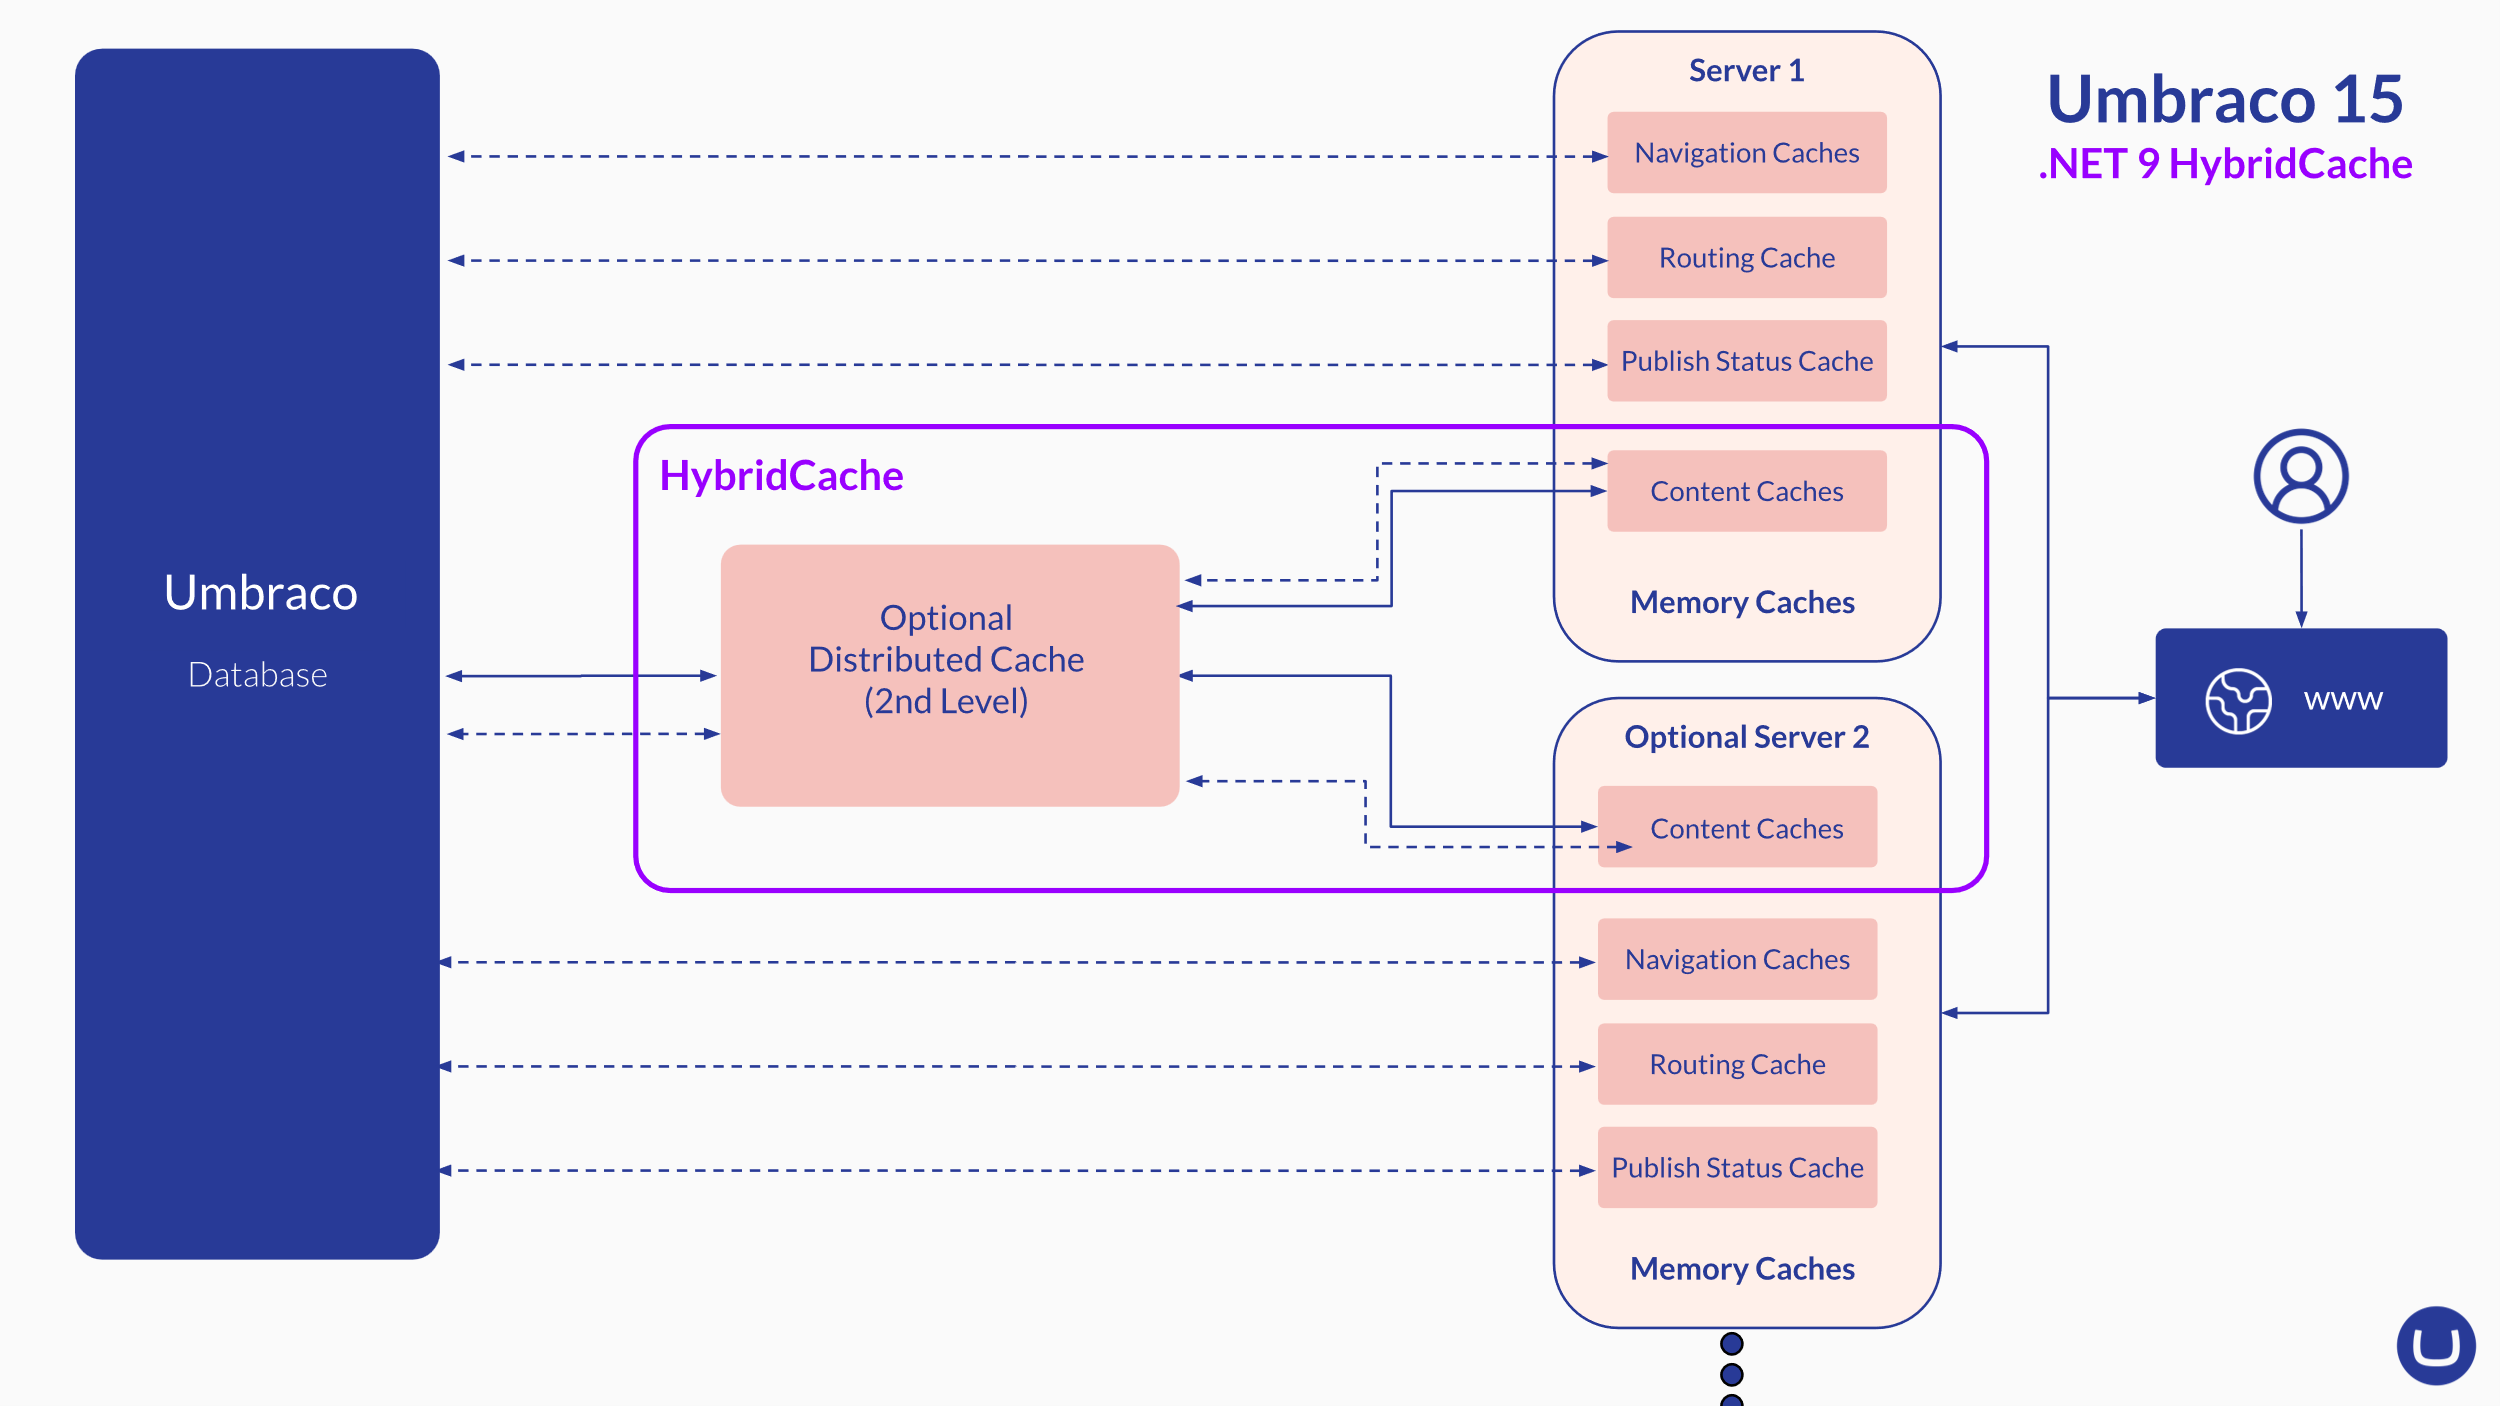 Umbraco 15
.NET 9 HybridCache
Umbraco
Database
HybridCache
Optional
Distributed Cache
(2nd Level)
Server 1
Navigation Caches
Routing Cache
Publish Status Cache
Content Caches
Memory Caches
Optional Server 2
Content Caches
Navigation Caches
Routing Cache
Publish Status Cache
Memory Caches
www